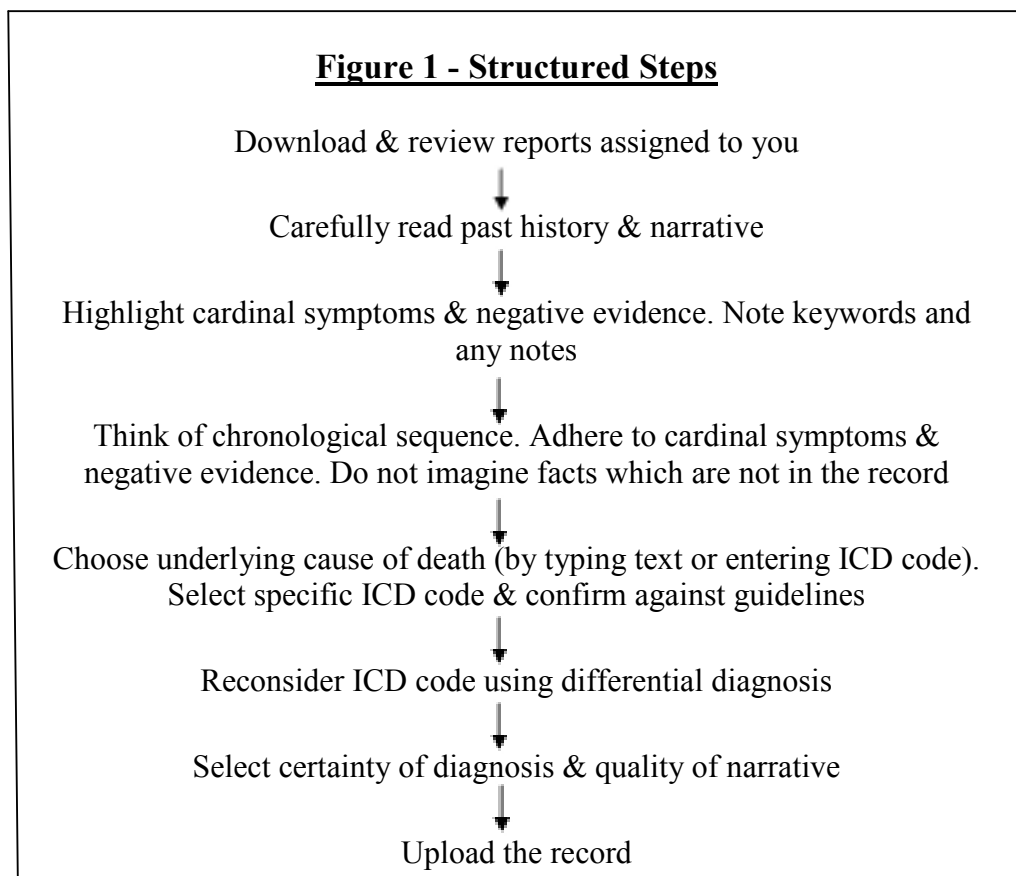 Figure 1 - Structured Steps
Download & review reports assigned to you
Carefully read past history & narrative
Highlight cardinal symptoms & negative evidence. Note keywords and
any notes
Think of chronological sequence. Adhere to cardinal symptoms &
negative evidence. Do not imagine facts which are not in the record
Choose underlying cause of death (by typing text or entering ICD code).
Select specific ICD code & confirm against guidelines
Reconsider ICD code using differential diagnosis
Select certainty of diagnosis & quality of narrative
Upload the record